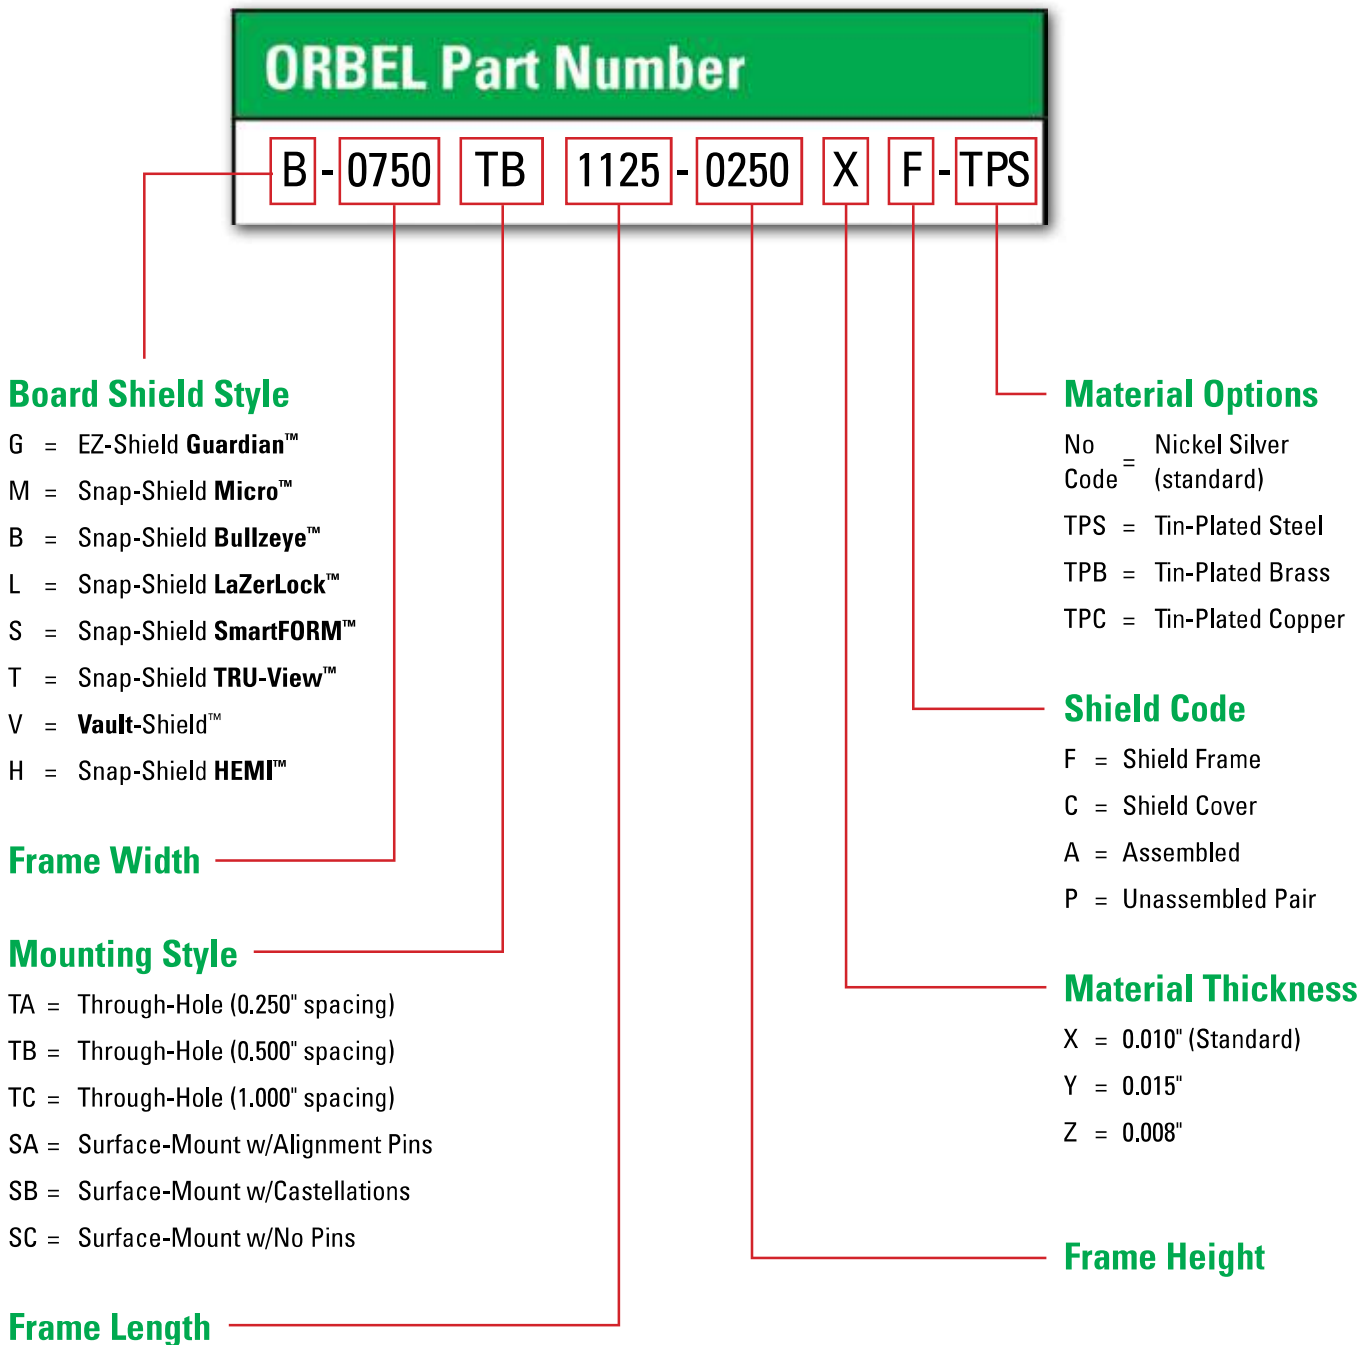 ORBEL Part Number
B - 0750 TB 1125 - 0250 X F - TPS
Board Shield Style
G = EZ-Shield Guardian™
M = Snap-Shield Micro™
B = Snap-Shield Bullzeye™
L = Snap-Shield LaZerLock™
S = Snap-Shield SmartFORM™
T = Snap-Shield TRU-View™
V = Vault-Shield™
H = Snap-Shield HEMI™
Frame Width
Mounting Style
TA = Through-Hole (0.250" spacing)
TB = Through-Hole (0.500" spacing)
TC = Through-Hole (1.000" spacing)
SA = Surface-Mount w/Alignment Pins
SB = Surface-Mount w/Castellations
SC = Surface-Mount w/No Pins
Frame Length
Material Options
No Code = Nickel Silver
(standard)
TPS = Tin-Plated Steel
TPB = Tin-Plated Brass
TPC = Tin-Plated Copper
Shield Code
F = Shield Frame
C = Shield Cover
A = Assembled
P = Unassembled Pair
Material Thickness
X = 0.010" (Standard)
Y = 0.015"
Z = 0.008"
Frame Height